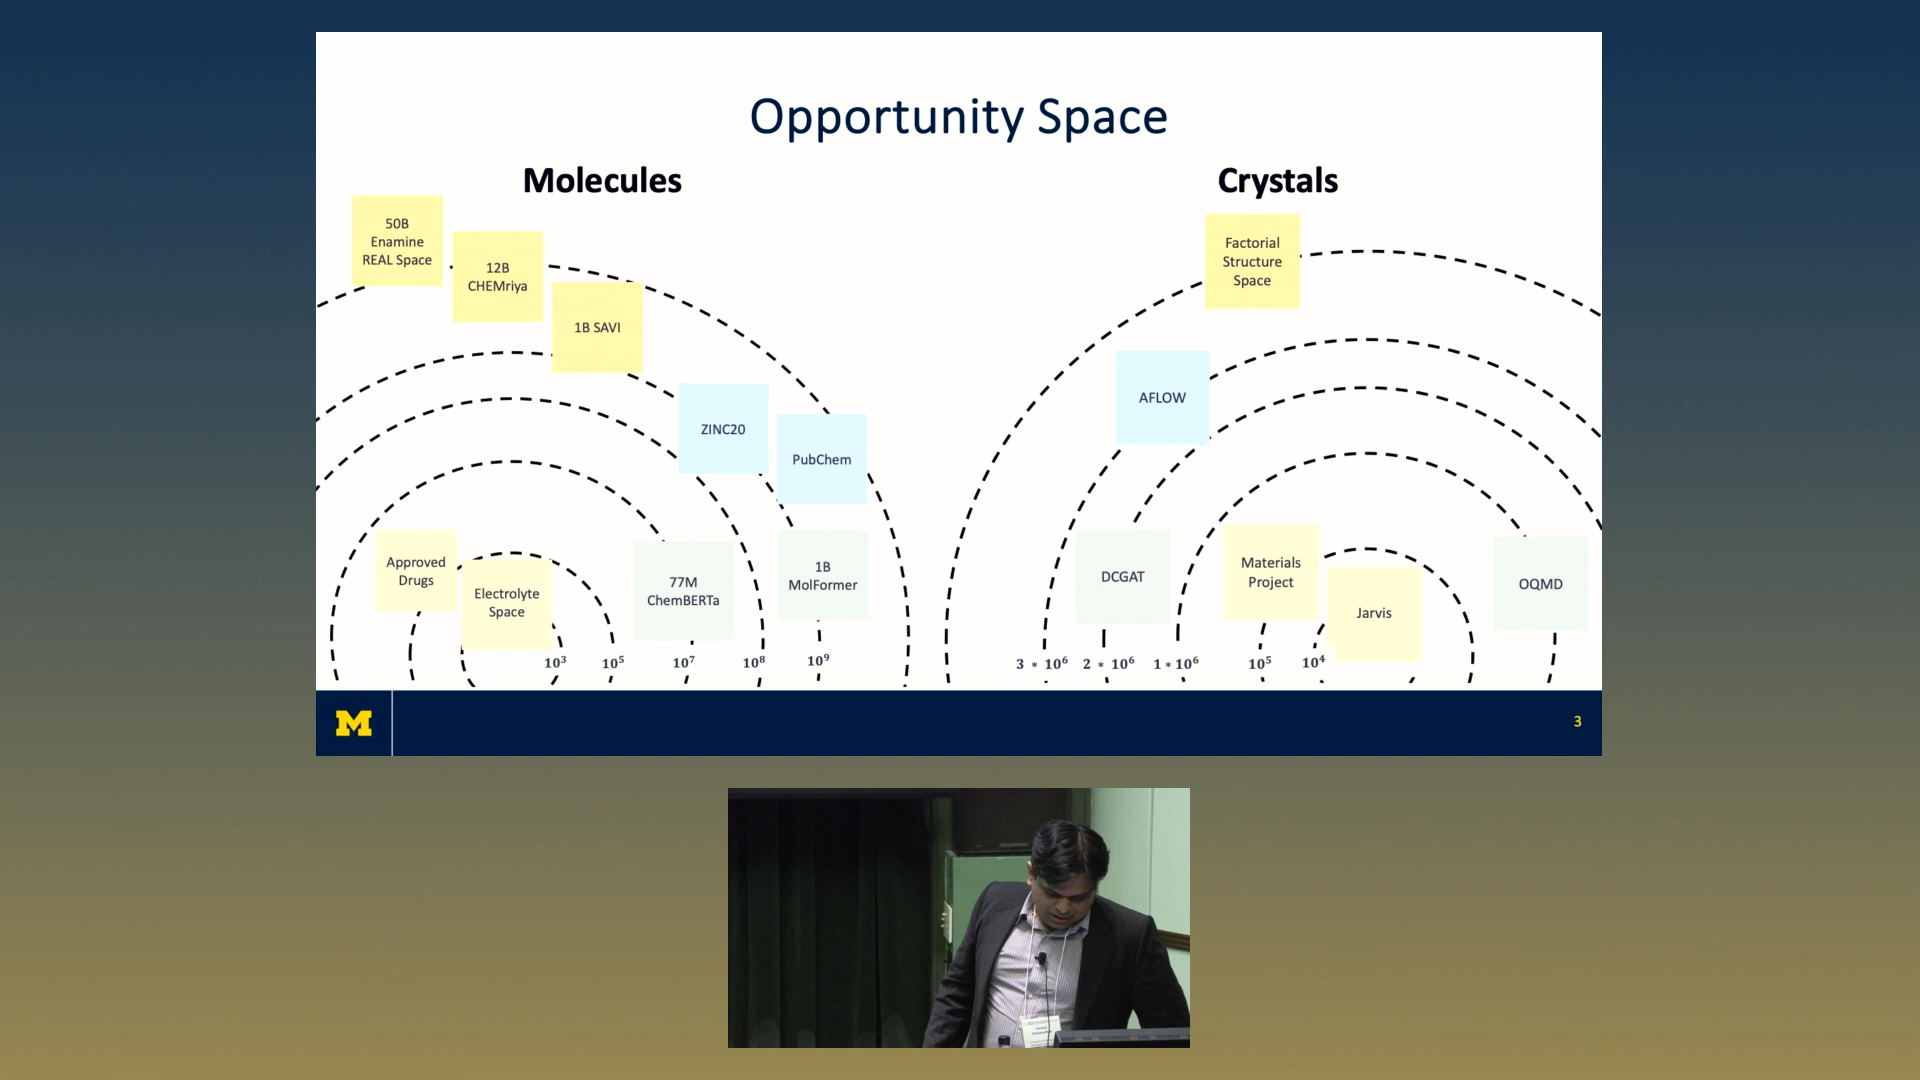 Opportunity Space
Molecules
Crystals
50B
Enamine
REAL Space
12B
CHEMriya
1B SAVI
ZINC20
PubChem
Approved
Drugs
Electrolyte
Space
77M
ChemBERTa
1B
MolFormer
10³
10⁵
10⁷
10⁸
10⁹
Factorial
Structure
Space
AFLOW
DCGAT
Materials
Project
Jarvis
OQMD
3 * 10⁶
2 * 10⁶
1 * 10⁶
10⁵
10⁴
M
3